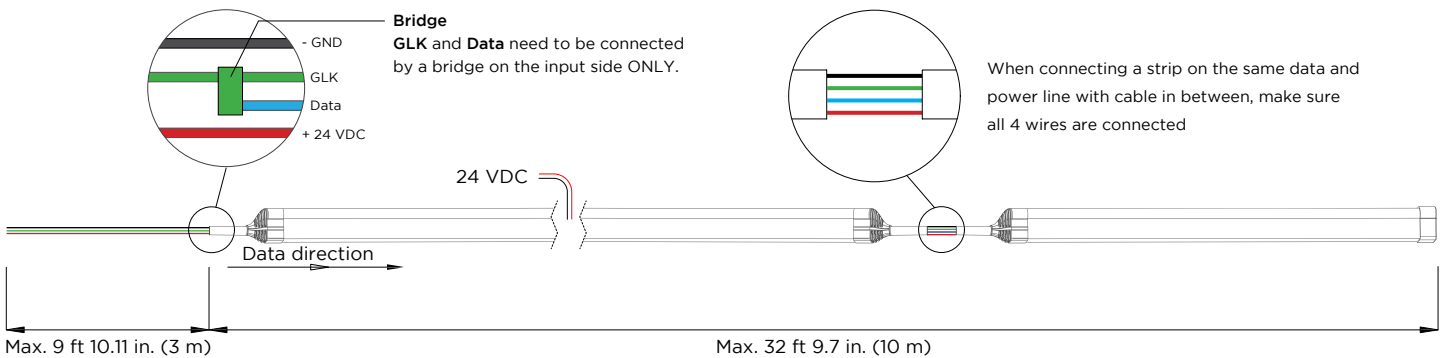 Bridge
GLK and Data need to be connected
by a bridge on the input side ONLY.
- GND
GLK
Data
+ 24 VDC
When connecting a strip on the same data and
power line with cable in between, make sure
all 4 wires are connected
24 VDC
Data direction
Max. 9 ft 10.11 in. (3 m)
Max. 32 ft 9.7 in. (10 m)